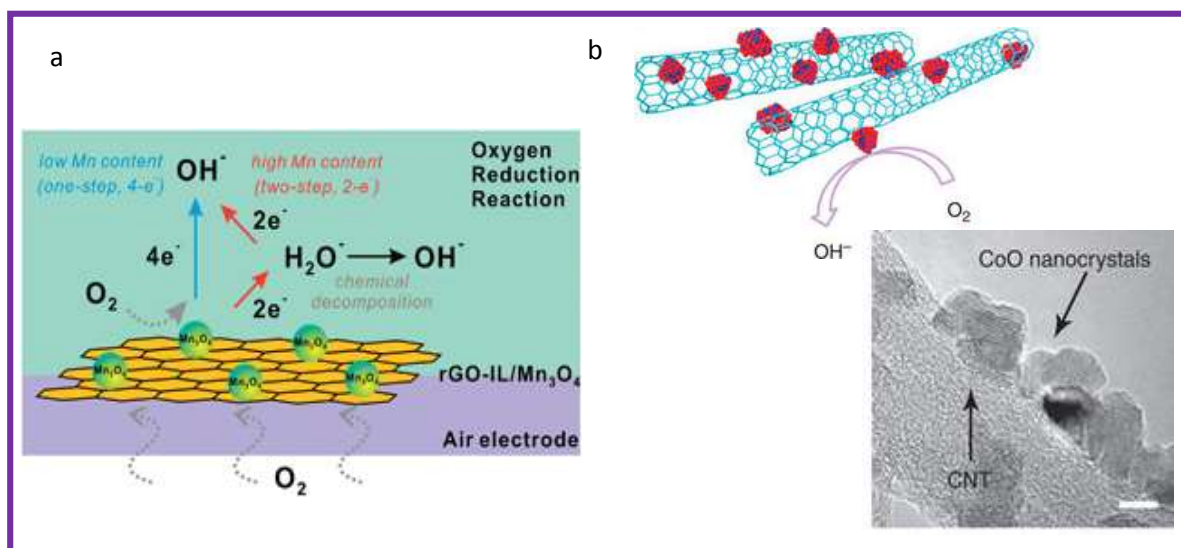 a
b
low Mn content
(one-step, 4-e⁻)
OH⁻
high Mn content
(two-step, 2-e⁻)
Oxygen
Reduction
Reaction
4e⁻
2e⁻
H₂O⁻
OH⁻
chemical
decomposition
O₂
2e⁻
Mn₃O₄
Mn₃O₄
Mn₃O₄
Mn₃O₄
Mn₃O₄
rGO-IL/Mn₃O₄
Air electrode
O₂
O₂
OH⁻
CoO nanocrystals
CNT